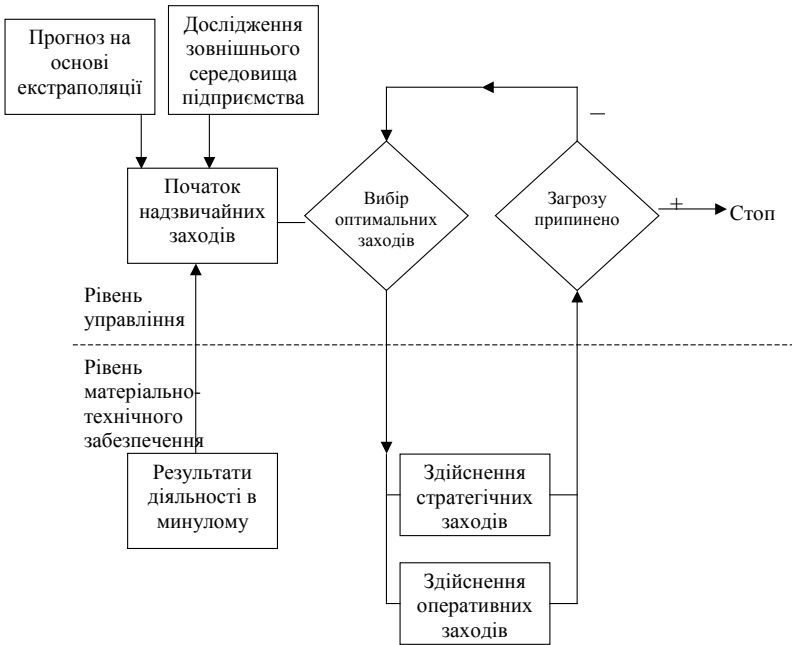 Прогноз на
основі
екстраполяції
Дослідження
зовнішнього
середовища
підприємства
Початок
надзвичайних
заходів
Вибір
оптимальних
заходів
Загрозу
припинено
–
+
Стоп
Рівень
управління
Рівень
матеріально-
технічного
забезпечення
Результати
діяльності в
минулому
Здійснення
стратегічних
заходів
Здійснення
оперативних
заходів